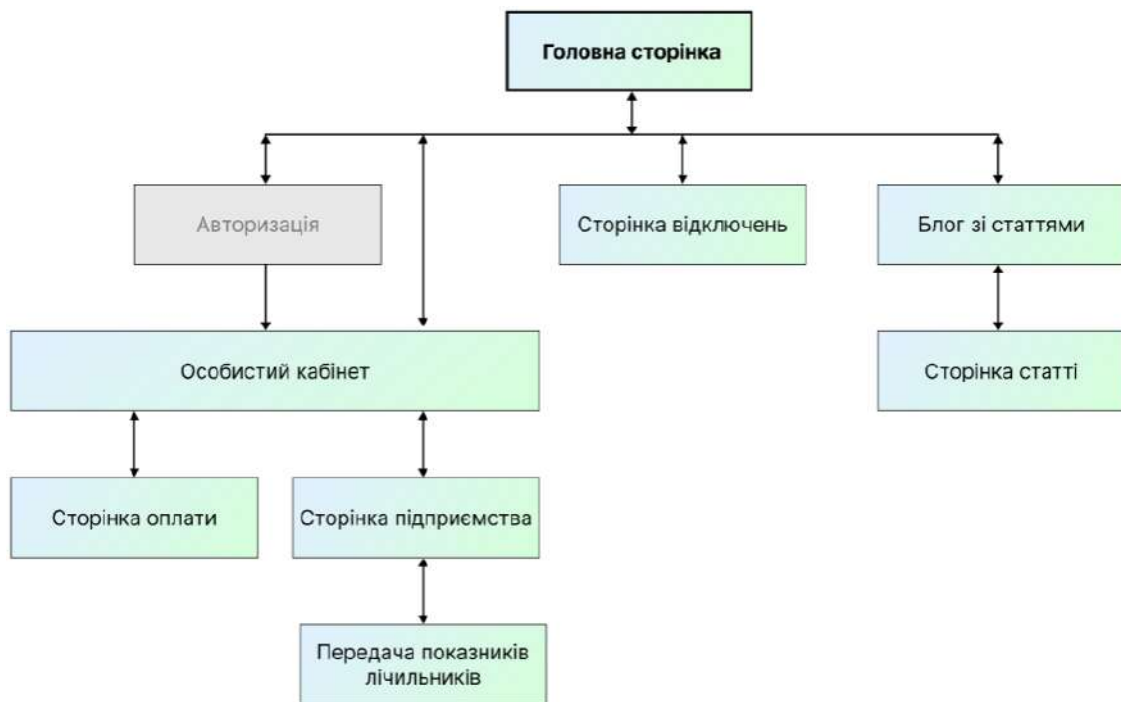 Головна сторінка
Авторизація
Сторінка відключень
Блог зі статтями
Особистий кабінет
Сторінка статті
Сторінка оплати
Сторінка підприємства
Передача показників
лічильників